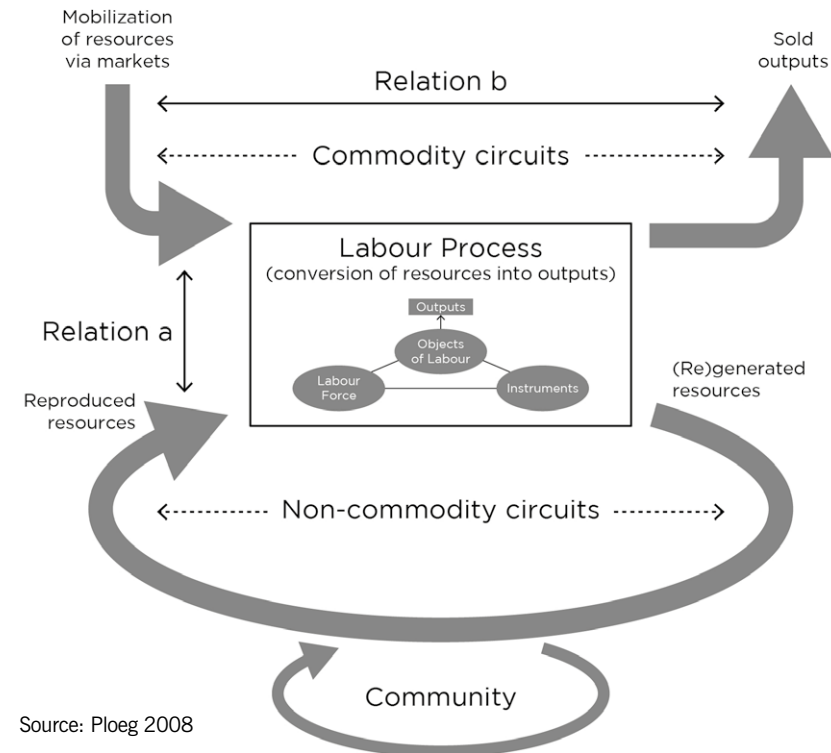 Mobilization
of resources
via markets
Sold
outputs
Relation b
Commodity circuits
Labour Process
(conversion of resources into outputs)
Outputs
Objects
of Labour
Labour
Force
Instruments
Relation a
Reproduced
resources
(Re)generated
resources
Non-commodity circuits
Community
Source: Ploeg 2008